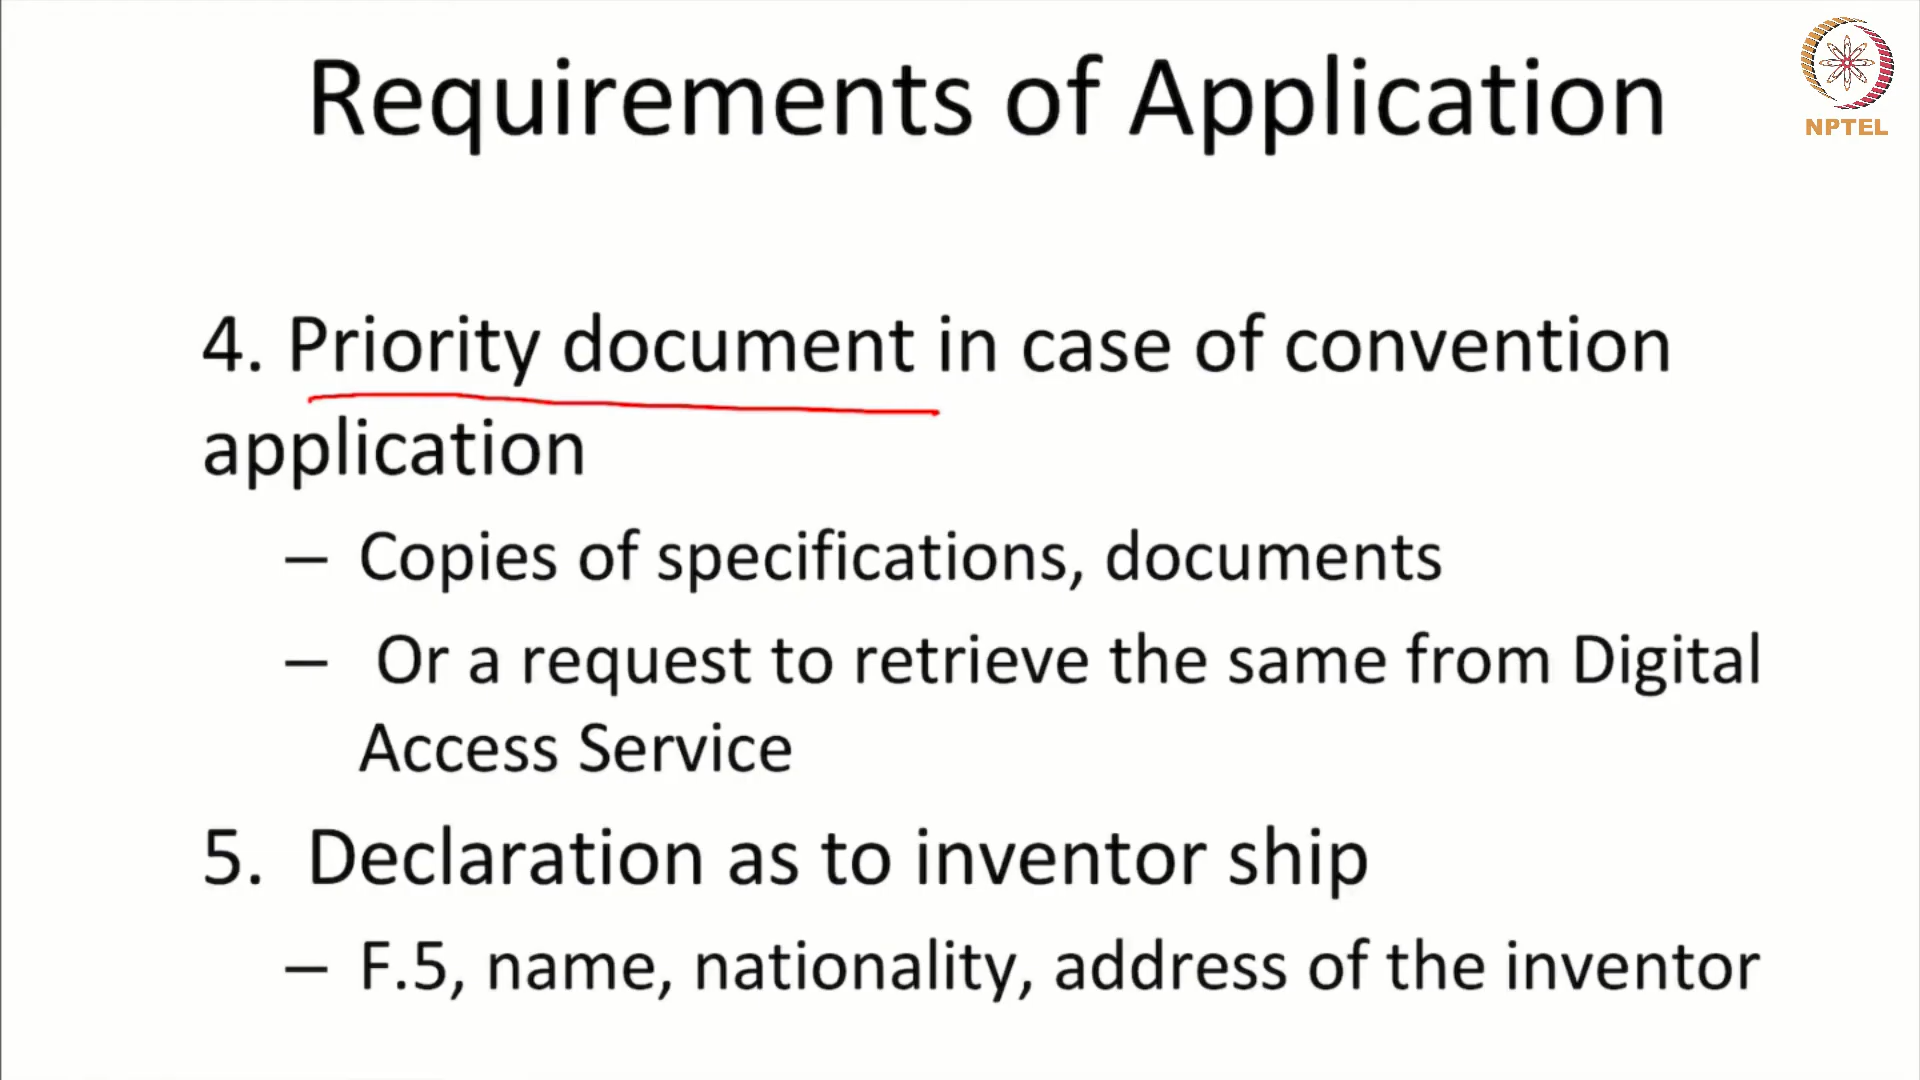 Requirements of Application
NPTEL
4. Priority document in case of convention
application
– Copies of specifications, documents
– Or a request to retrieve the same from Digital
Access Service
5. Declaration as to inventor ship
– F.5, name, nationality, address of the inventor